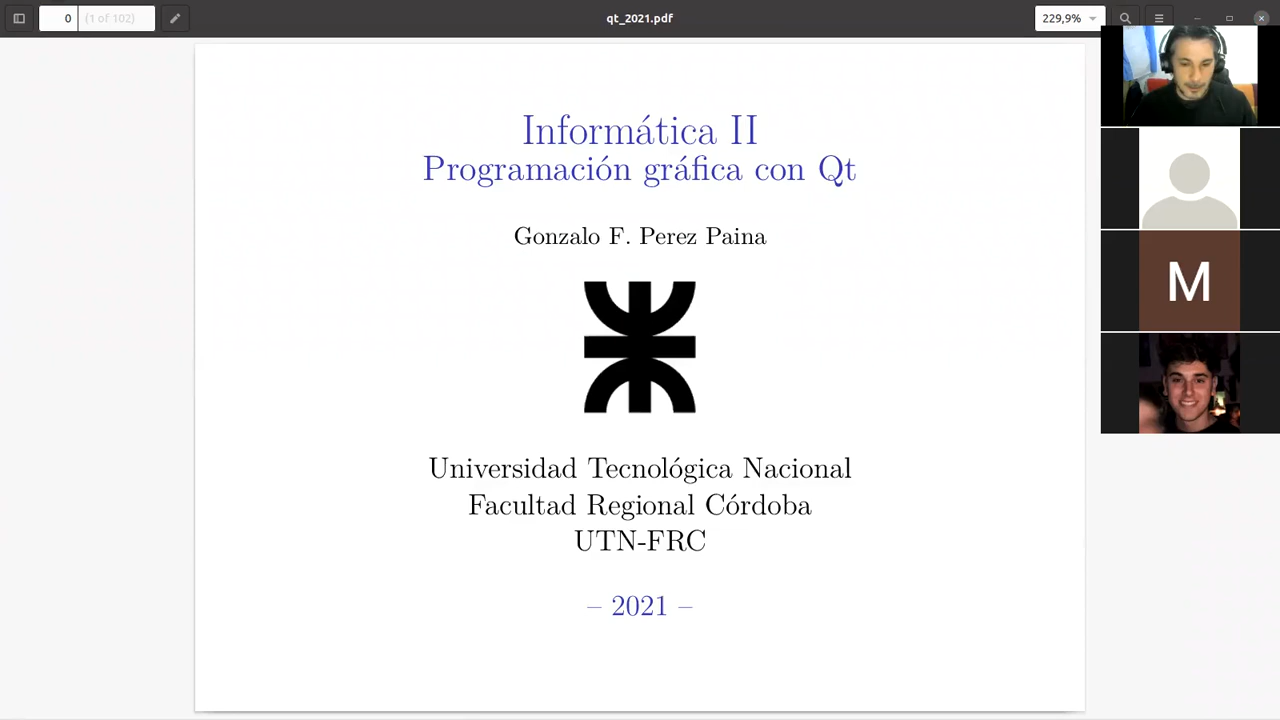 0 (1 of 102)
qt_2021.pdf
229,9%
Informática II
Programación gráfica con Qt
Gonzalo F. Perez Paina
Universidad Tecnológica Nacional
Facultad Regional Córdoba
UTN-FRC
– 2021 –
M